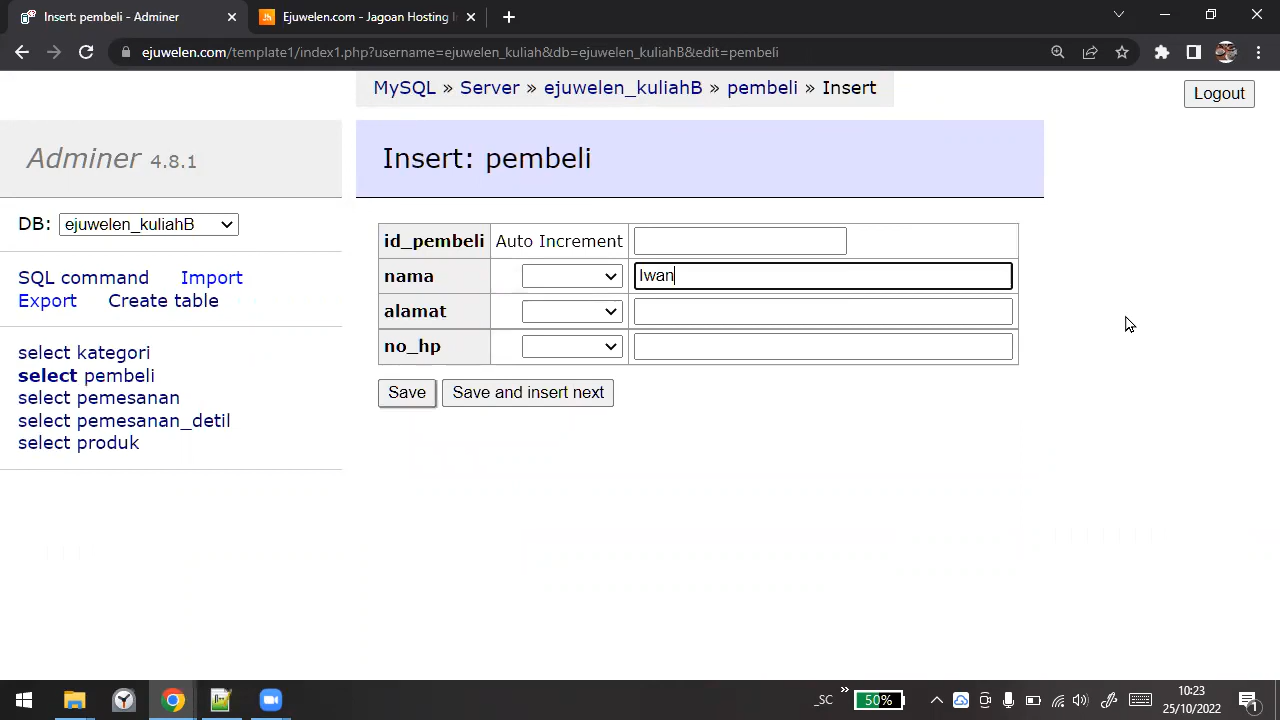 Insert: pembeli - Adminer
Ejuwelen.com - Jagoan Hosting I
ejuwelen.com/template1/index1.php?username=ejuwelen_kuliah&db=ejuwelen_kuliahB&edit=pembeli
MySQL » Server » ejuwelen_kuliahB » pembeli » Insert
Logout
Adminer 4.8.1
Insert: pembeli
DB: ejuwelen_kuliahB
SQL command Import
Export Create table
select kategori
select pembeli
select pemesanan
select pemesanan_detil
select produk
id_pembeli Auto Increment
nama Iwan
alamat
no_hp
Save Save and insert next
_SC » 50% 10:23
25/10/2022 1